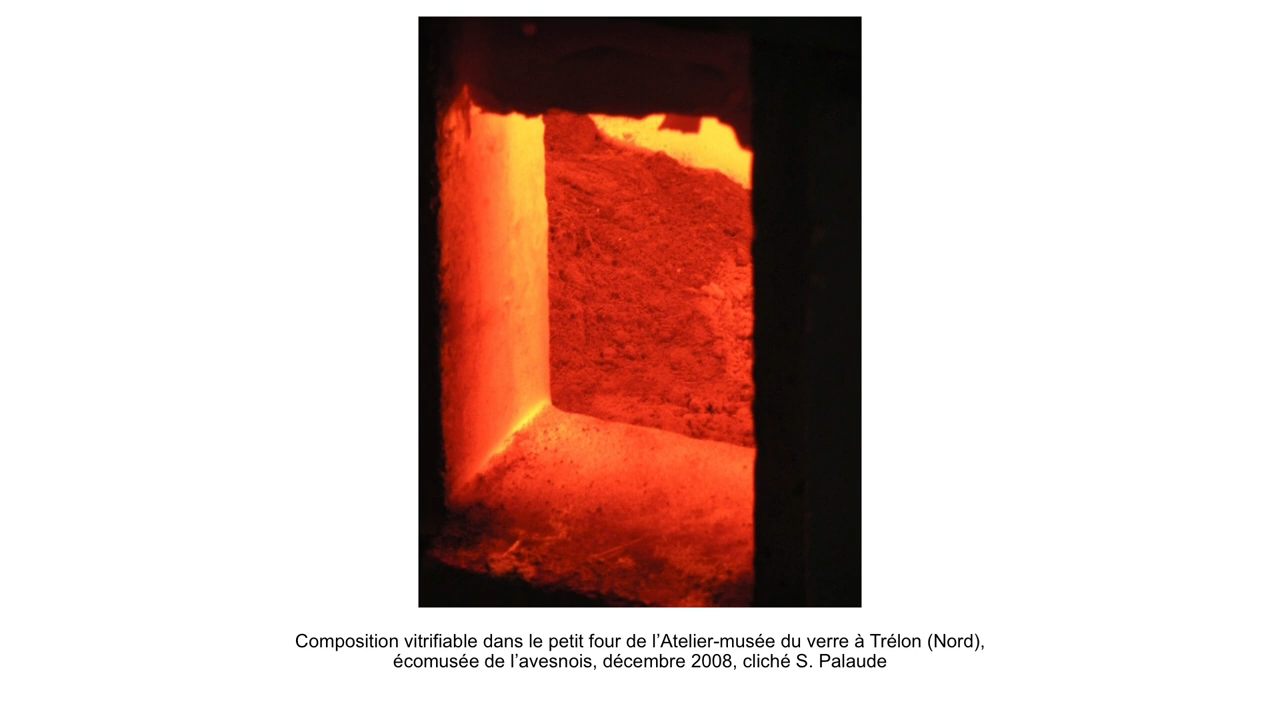 Composition vitrifiable dans le petit four de l’Atelier-musée du verre à Trélon (Nord),
écomusée de l’avesnois, décembre 2008, cliché S. Palaude